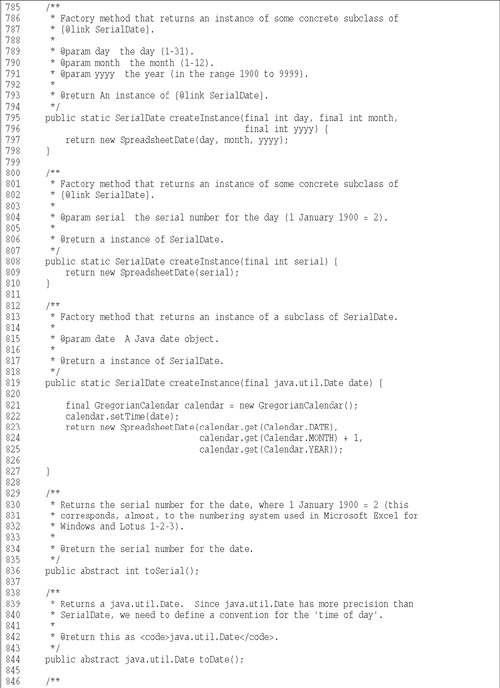 785 /**
786 * Factory method that returns an instance of some concrete subclass of
787 * {@link SerialDate}.
788 *
789 * @param day the day (1-31).
790 * @param month the month (1-12).
791 * @param yyyy the year (in the range 1900 to 9999).
792 *
793 * @return An instance of {@link SerialDate}.
794 */
795 public static SerialDate createInstance(final int day, final int month,
796 final int yyyy) {
797 return new SpreadsheetDate(day, month, yyyy);
798 }
799
800 /**
801 * Factory method that returns an instance of some concrete subclass of
802 * {@link SerialDate}.
803 *
804 * @param serial the serial number for the day (1 January 1900 = 2).
805 *
806 * @return a instance of SerialDate.
807 */
808 public static SerialDate createInstance(final int serial) {
809 return new SpreadsheetDate(serial);
810 }
811
812 /**
813 * Factory method that returns an instance of a subclass of SerialDate.
814 *
815 * @param date A Java date object.
816 *
817 * @return a instance of SerialDate.
818 */
819 public static SerialDate createInstance(final java.util.Date date) {
820
821 final GregorianCalendar calendar = new GregorianCalendar();
822 calendar.setTime(date);
823 return new SpreadsheetDate(calendar.get(Calendar.DATE),
824 calendar.get(Calendar.MONTH) + 1,
825 calendar.get(Calendar.YEAR));
826
827 }
828
829 /**
830 * Returns the serial number for the date, where 1 January 1900 = 2 (this
831 * corresponds, almost, to the numbering system used in Microsoft Excel for
832 * Windows and Lotus 1-2-3).
833 *
834 * @return the serial number for the date.
835 */
836 public abstract int toSerial();
837
838 /**
839 * Returns a java.util.Date. Since java.util.Date has more precision than
840 * SerialDate, we need to define a convention for the 'time of day'.
841 *
842 * @return this as <code>java.util.Date</code>.
843 */
844 public abstract java.util.Date toDate();
845
846 /**